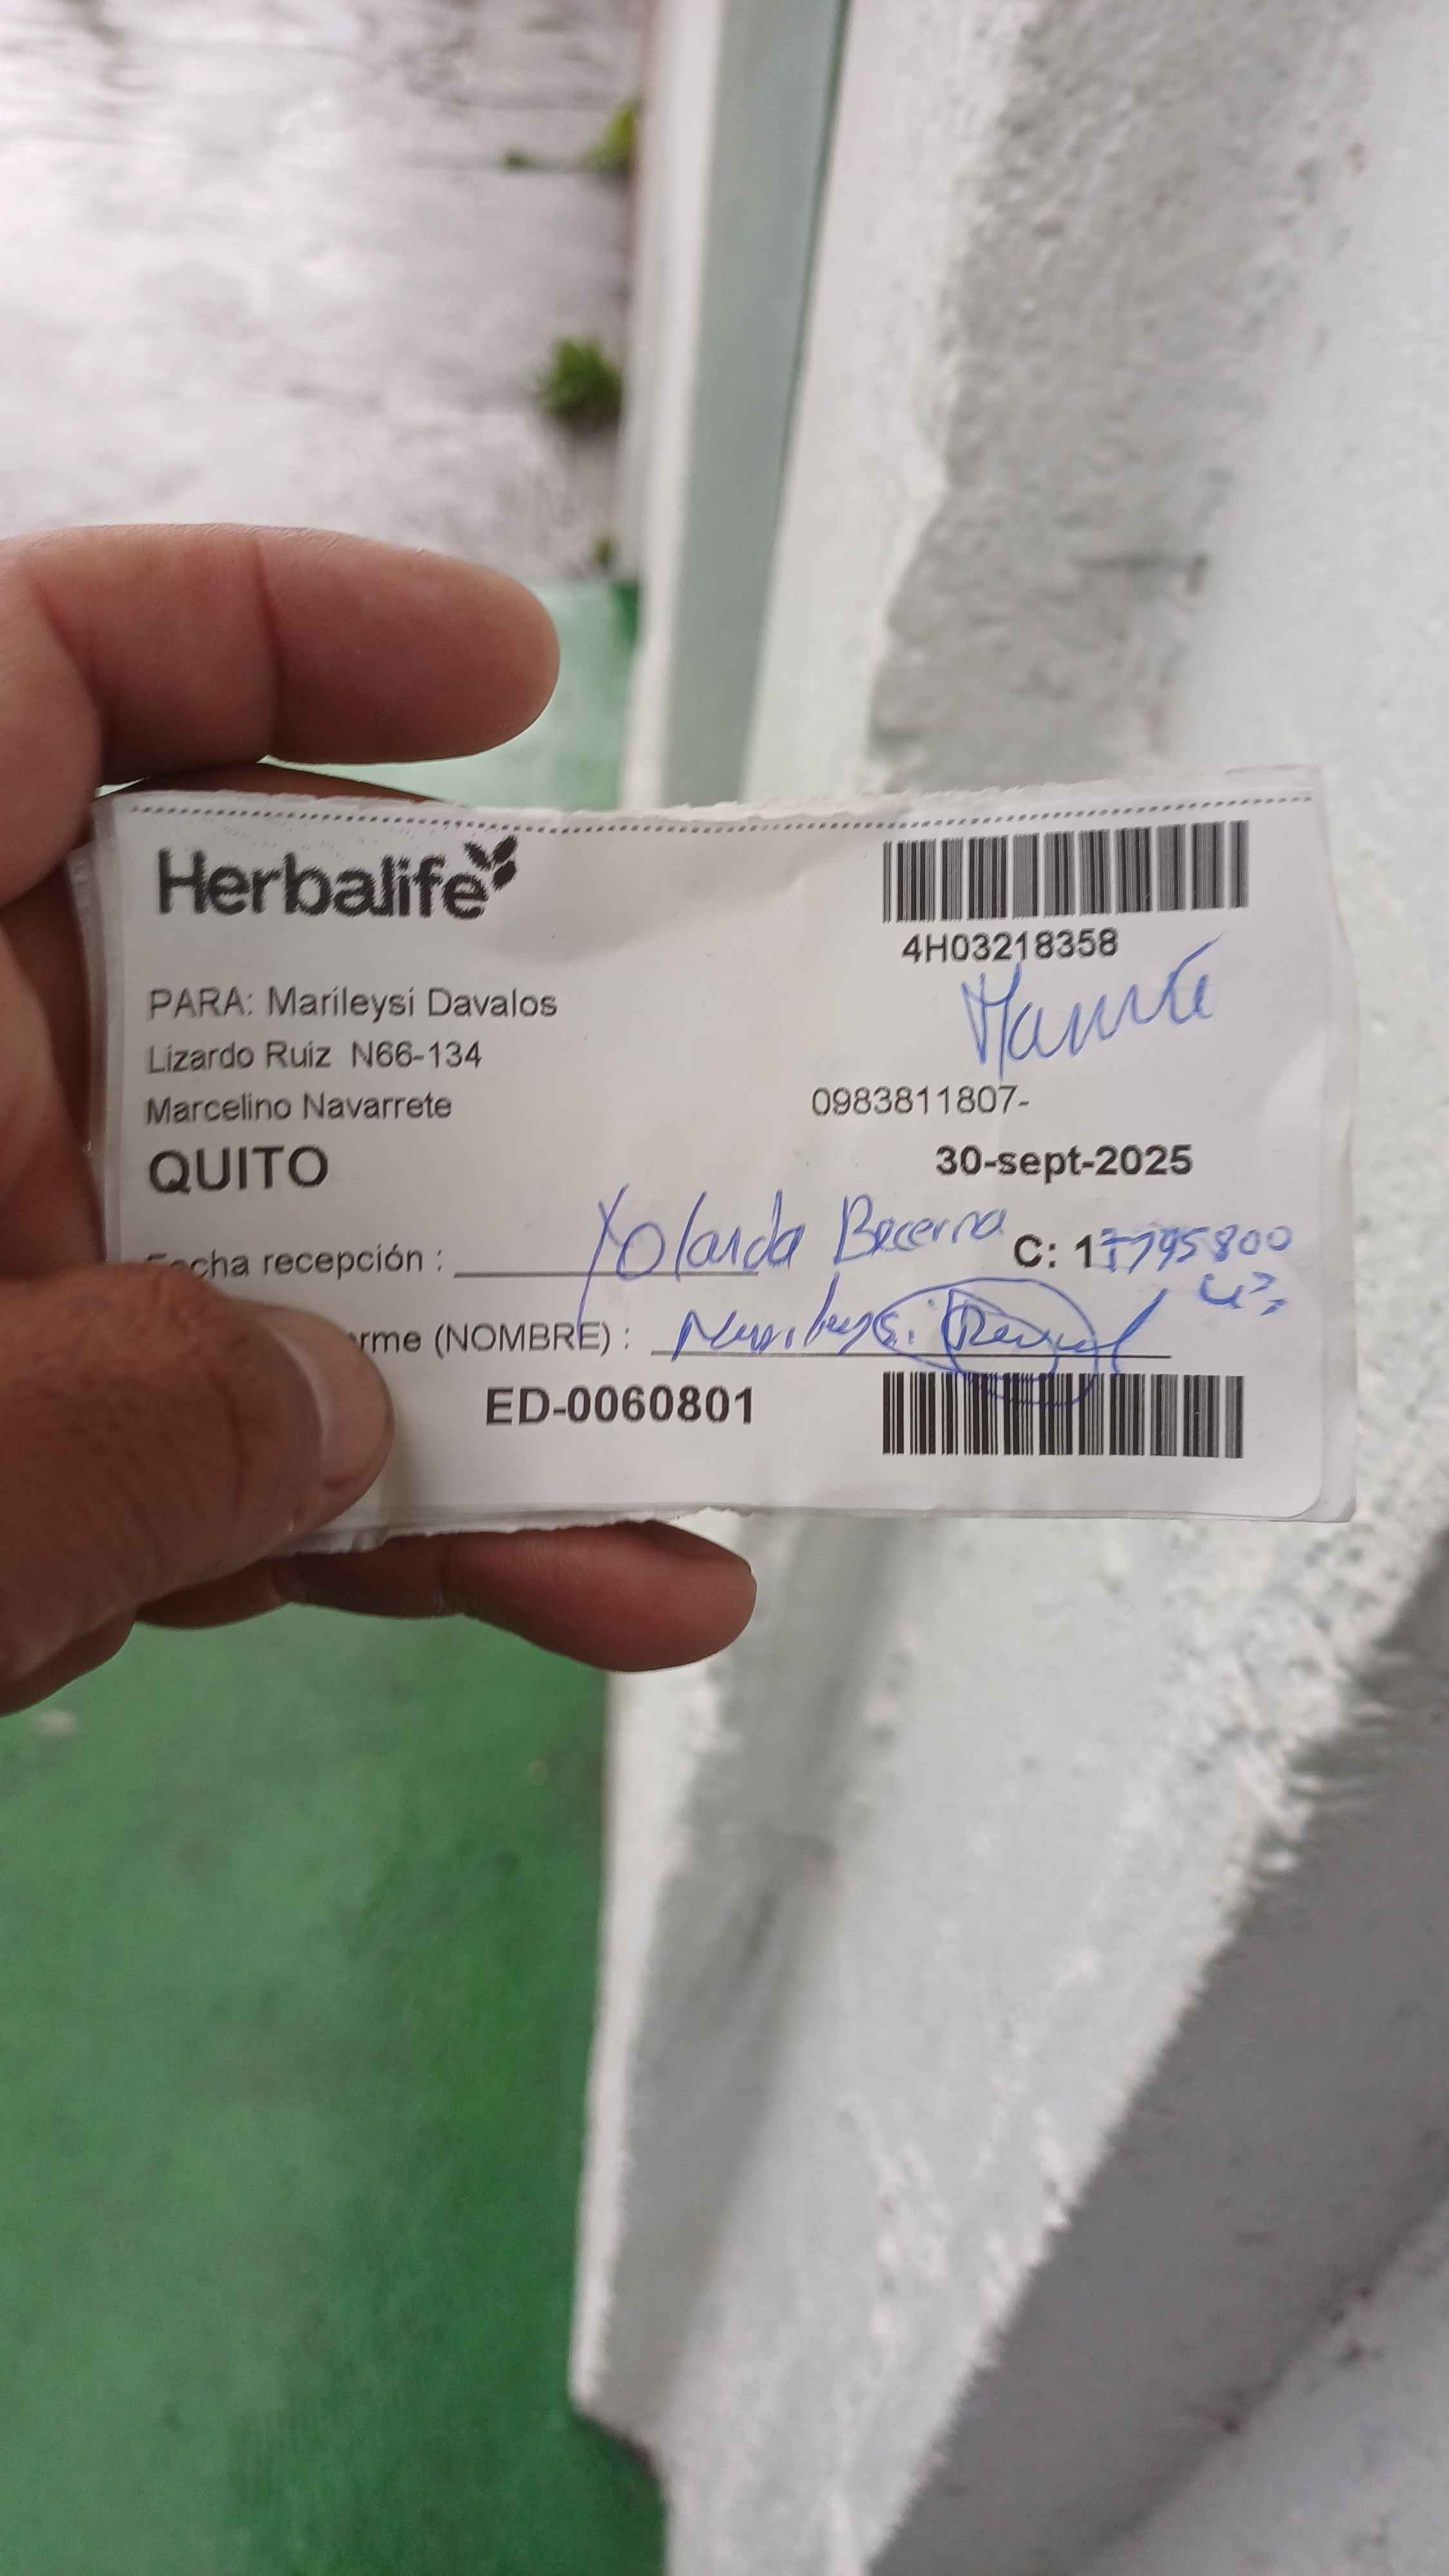 Herbalife
4H03218358
PARA: Marileysi Davalos
Lizardo Ruiz N66-134
Marcelino Navarrete 0983811807-
QUITO 30-sept-2025
Yolanda Becerra
cha recepción : C: 1
rme (NOMBRE) : Marileysi
ED-0060801